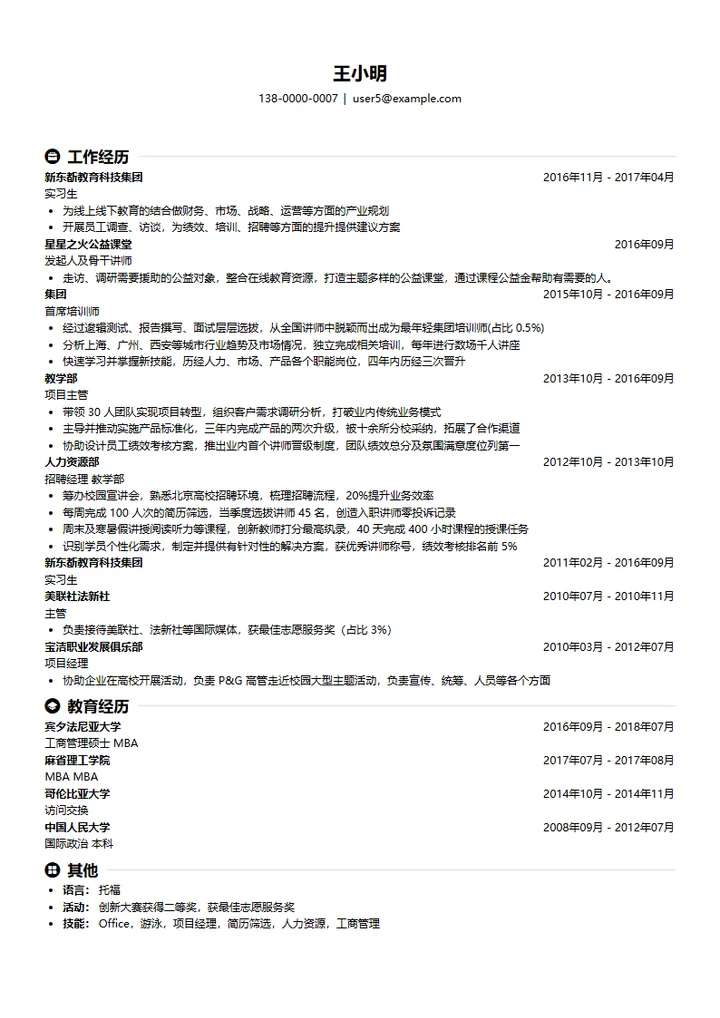 王小明
138-0000-0007 | user5@example.com
工作经历
新东斱教育科技集团 2016年11月 - 2017年04月
实习生
• 为线上线下教育的结合做财务、市场、战略、运营等方面的产业规划
• 开展员工调查、访谈，为绩效、培训、招聘等方面的提升提供建议方案
星星之火公益课堂 2016年09月
发起人及骨干讲师
• 走访、调研需要援助的公益对象，整合在线教育资源，打造主题多样的公益课堂，通过课程公益金帮助有需要的人。
集团 2015年10月 - 2016年09月
首席培训师
• 经过逻辑测试、报告撰写、面试层层选拔，从全国讲师中脱颖而出成为最年轻集团培训师(占比 0.5%)
• 分析上海、广州、西安等城市行业趋势及市场情况，独立完成相关培训，每年进行数场千人讲座
• 快速学习并掌握新技能，历经人力、市场、产品各个职能岗位，四年内历经三次晋升
教学部 2013年10月 - 2016年09月
项目主管
• 带领 30 人团队实现项目转型，组织客户需求调研分析，打破业内传统业务模式
• 主导并推动实施产品标准化，三年内完成产品的两次升级，被十余所分校采纳，拓展了合作渠道
• 协助设计员工绩效考核方案，推出业内首个讲师晋级制度，团队绩效总分及氛围满意度位列第一
人力资源部 2012年10月 - 2013年10月
招聘经理 教学部
• 筹办校园宣讲会，熟悉北京高校招聘环境，梳理招聘流程，20%提升业务效率
• 每周完成 100 人次的简历筛选，当季度选拔讲师 45 名，创造入职讲师零投诉记录
• 周末及寒暑假讲授阅读听力等课程，创新教师打分最高纨录，40 天完成 400 小时课程的授课任务
• 识别学员个性化需求，制定并提供有针对性的解决方案，获优秀讲师称号，绩效考核排名前 5%
新东斱教育科技集团 2011年02月 - 2016年09月
实习生
美联社法新社 2010年07月 - 2010年11月
主管
• 负责接待美联社、法新社等国际媒体，获最佳志愿服务奖（占比 3%）
宝洁职业发展俱乐部 2010年03月 - 2012年07月
项目经理
• 协助企业在高校开展活动，负责 P&G 高管走近校园大型主题活动，负责宣传、统筹、人员等各个方面
教育经历
宾夕法尼亚大学 2016年09月 - 2018年07月
工商管理硕士 MBA
麻省理工学院 2017年07月 - 2017年08月
MBA MBA
哥伦比亚大学 2014年10月 - 2014年11月
访问交换
中国人民大学 2008年09月 - 2012年07月
国际政治 本科
其他
• 语言： 托福
• 活动： 创新大赛获得二等奖，获最佳志愿服务奖
• 技能： Office，游泳，项目经理，简历筛选，人力资源，工商管理